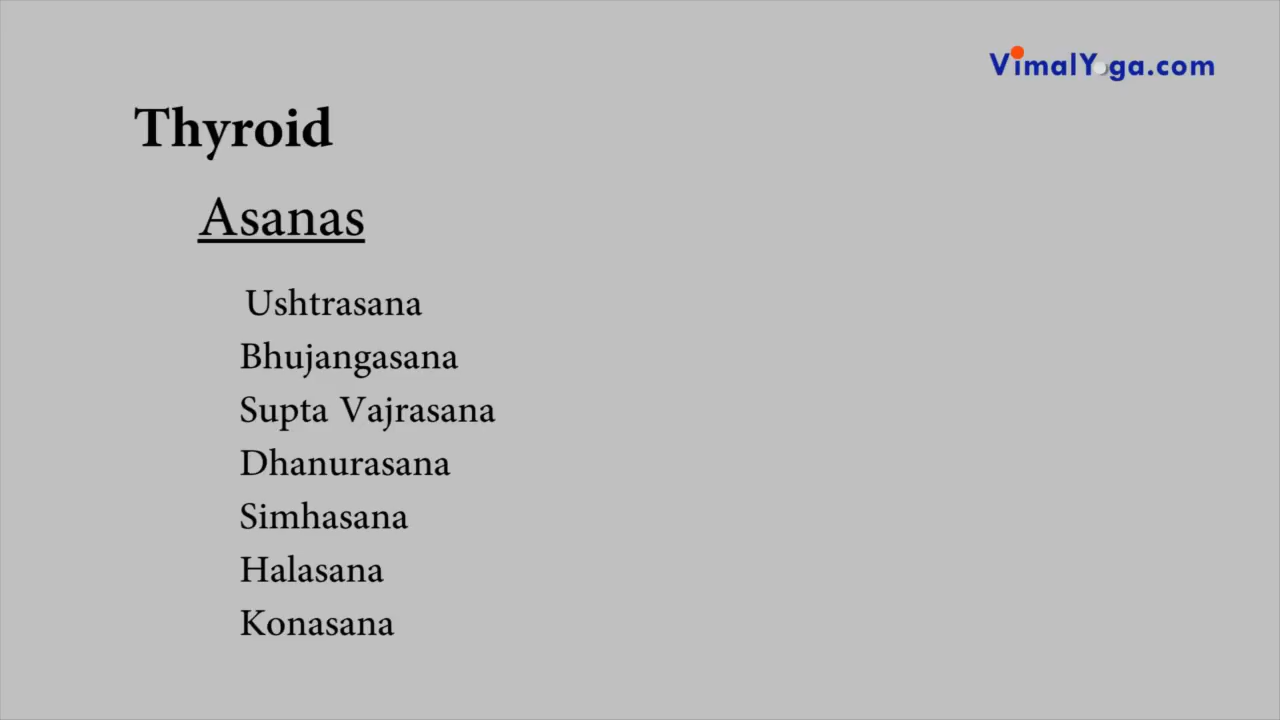 VimalYoga.com
Thyroid
Asanas
Ushtrasana
Bhujangasana
Supta Vajrasana
Dhanurasana
Simhasana
Halasana
Konasana